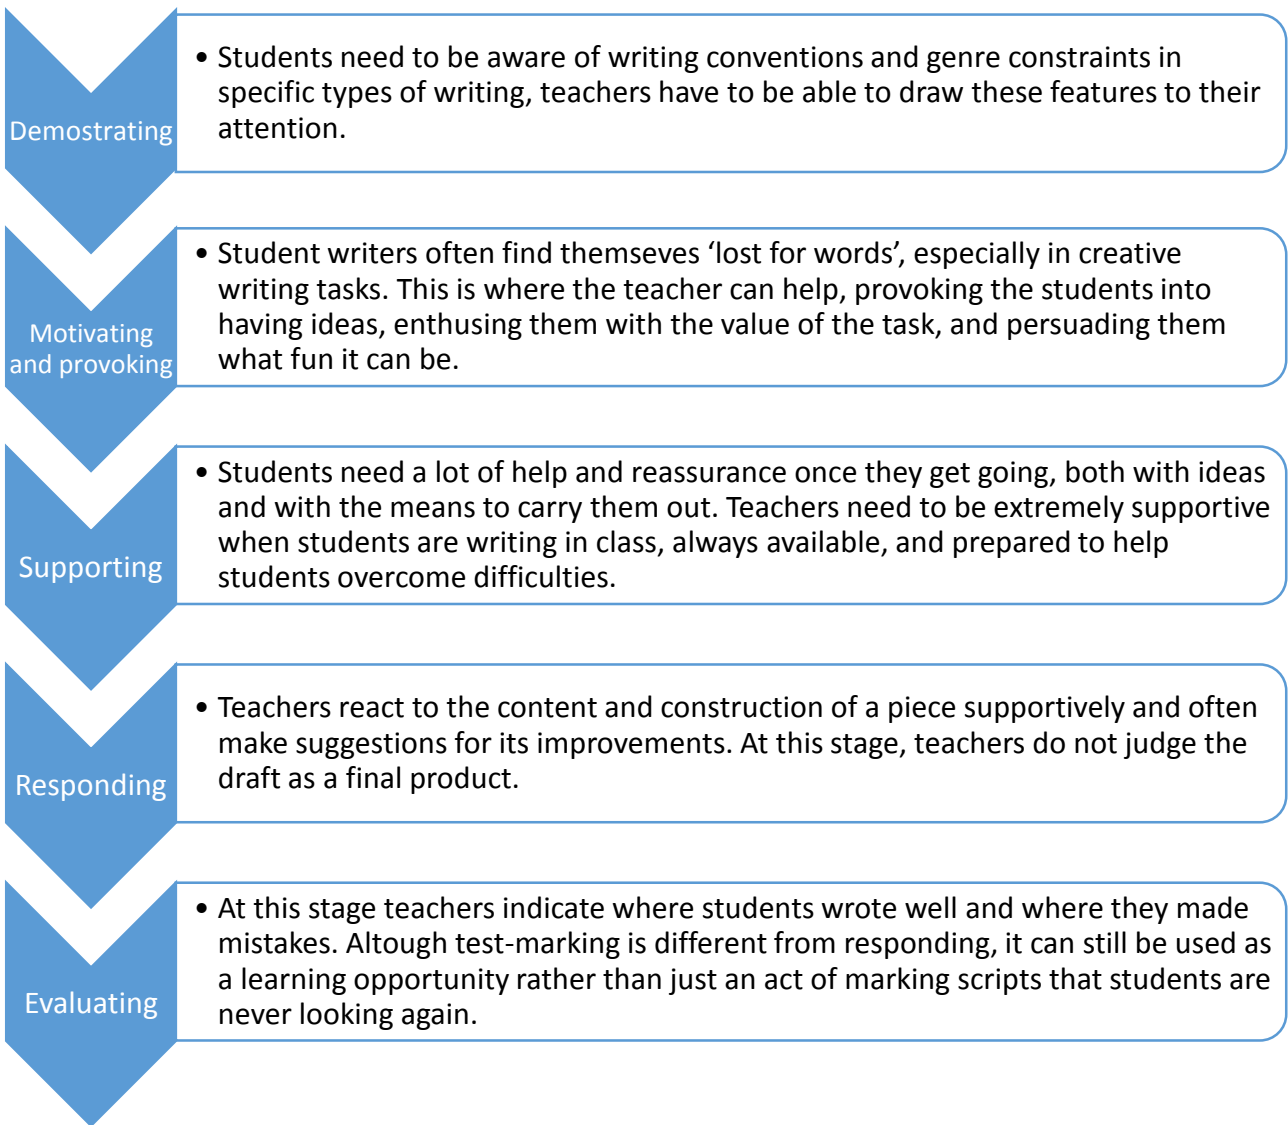 Demostrating
• Students need to be aware of writing conventions and genre constraints in
specific types of writing, teachers have to be able to draw these features to their
attention.
Motivating
and provoking
• Student writers often find themseves ‘lost for words’, especially in creative
writing tasks. This is where the teacher can help, provoking the students into
having ideas, enthusing them with the value of the task, and persuading them
what fun it can be.
Supporting
• Students need a lot of help and reassurance once they get going, both with ideas
and with the means to carry them out. Teachers need to be extremely supportive
when students are writing in class, always available, and prepared to help
students overcome difficulties.
Responding
• Teachers react to the content and construction of a piece supportively and often
make suggestions for its improvements. At this stage, teachers do not judge the
draft as a final product.
Evaluating
• At this stage teachers indicate where students wrote well and where they made
mistakes. Altough test-marking is different from responding, it can still be used as
a learning opportunity rather than just an act of marking scripts that students are
never looking again.